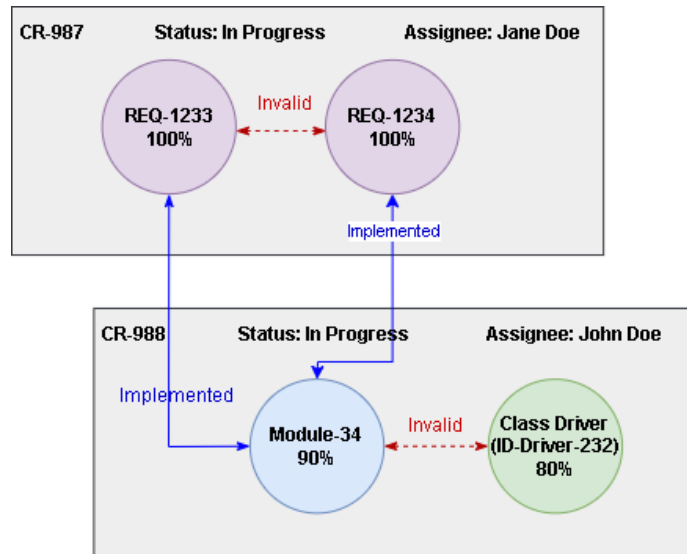 CR-987 Status: In Progress Assignee: Jane Doe
REQ-1233
100%
Invalid
REQ-1234
100%
Implemented
CR-988 Status: In Progress Assignee: John Doe
Implemented
Module-34
90%
Invalid
Class Driver
(ID-Driver-232)
80%